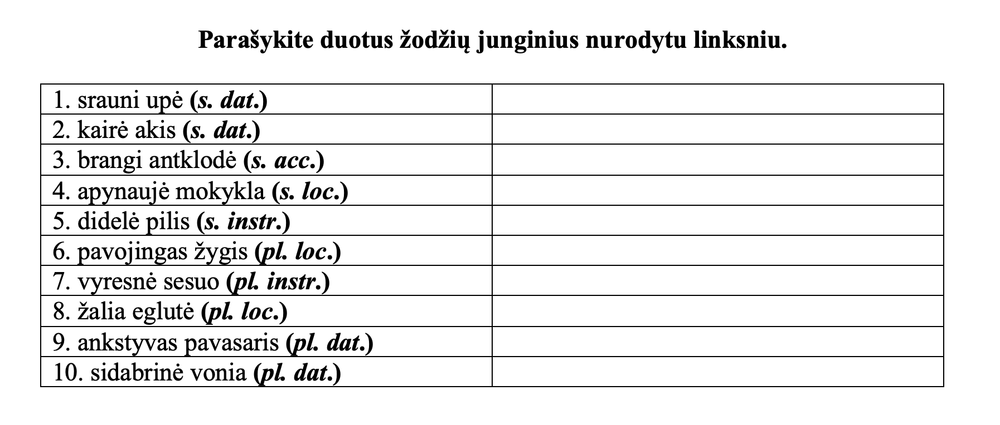 Parašykite duotus žodžių junginius nurodytu linksniu.
1. srauni upė (s. dat.)
2. kairė akis (s. dat.)
3. brangi antklodė (s. acc.)
4. apynaujė mokykla (s. loc.)
5. didelė pilis (s. instr.)
6. pavojingas žygis (pl. loc.)
7. vyresnė sesuo (pl. instr.)
8. žalia eglutė (pl. loc.)
9. ankstyvas pavasaris (pl. dat.)
10. sidabrinė vonia (pl. dat.)